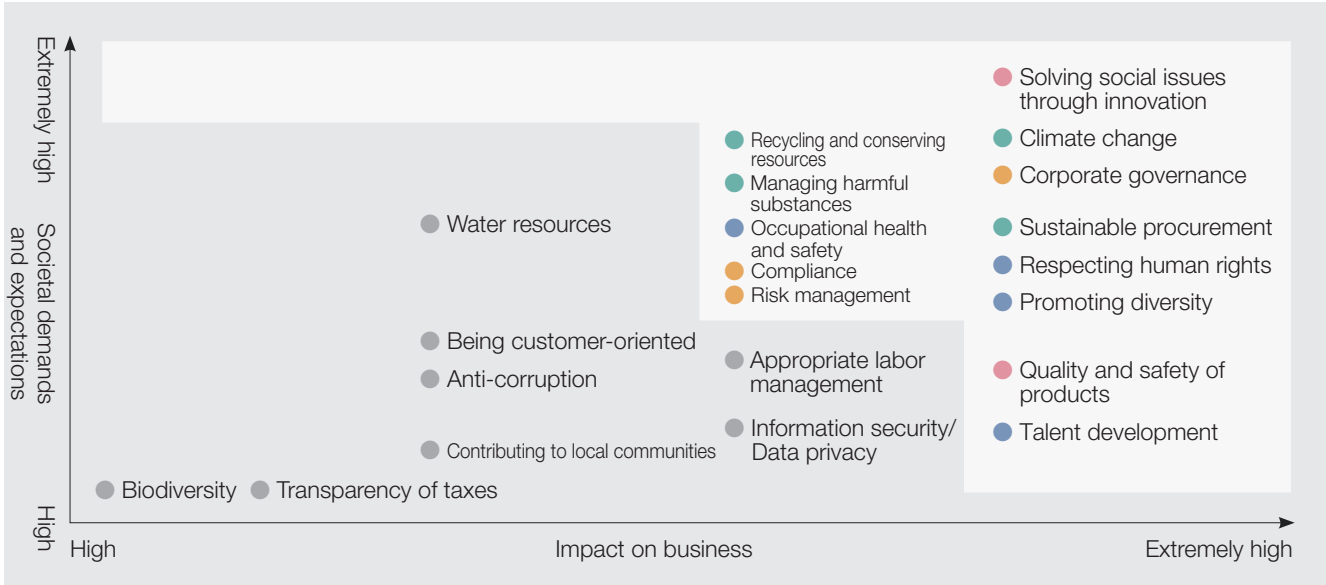 Extremely high
Societal demands
and expectations
High
Solving social issues
through innovation
Climate change
Corporate governance
Sustainable procurement
Respecting human rights
Promoting diversity
Quality and safety of
products
Talent development
Recycling and conserving
resources
Managing harmful
substances
Occupational health
and safety
Compliance
Risk management
Appropriate labor
management
Information security/
Data privacy
Water resources
Being customer-oriented
Anti-corruption
Contributing to local communities
Biodiversity
Transparency of taxes
High
Impact on business
Extremely high